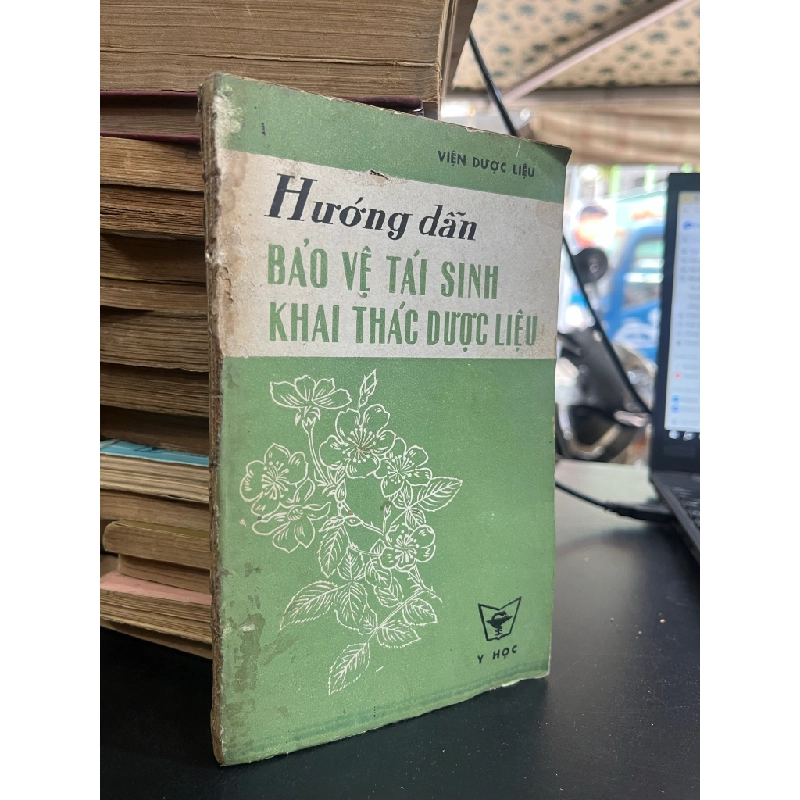 VIỆN DƯỢC LIỆU
Hướng dẫn
BẢO VỆ TÁI SINH
KHAI THÁC DƯỢC LIỆU
Y HỌC